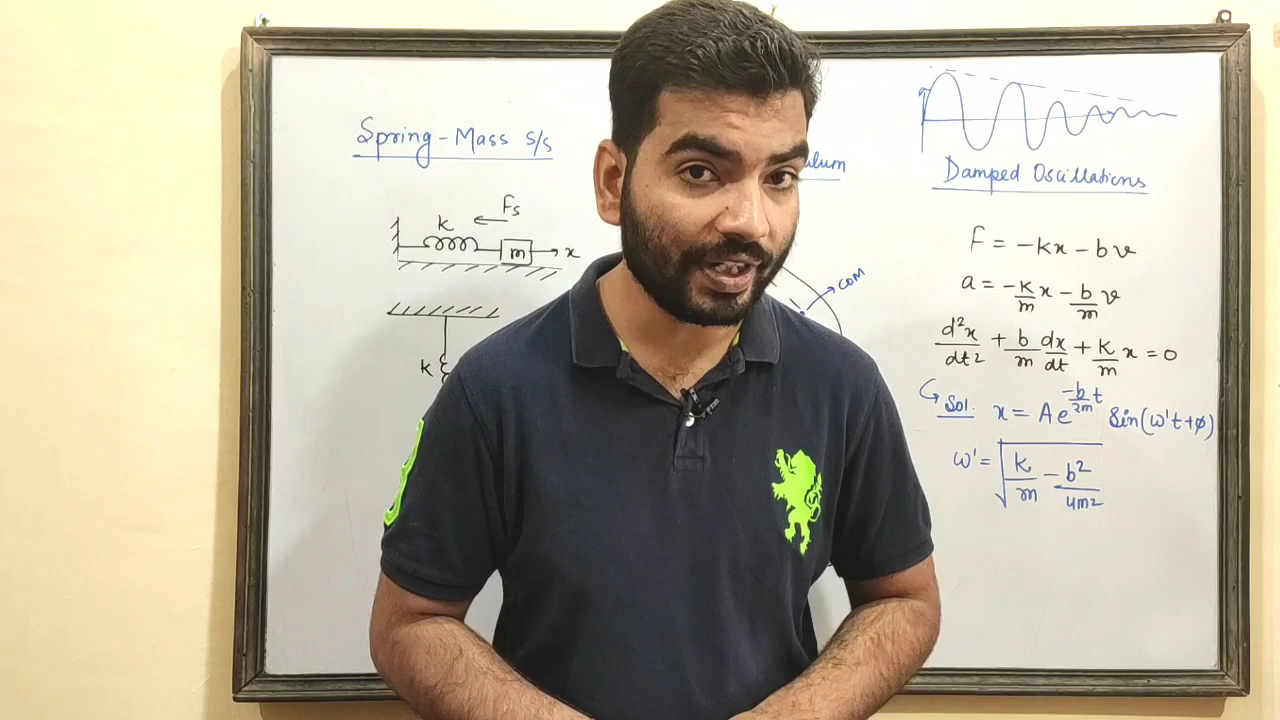 Spring-Mass S/s
k
Fs
m
x
k
COM
Damped Oscillations
F = -kx - bv
a = -k/m x - b/m v
d²x/dt² + b/m dx/dt + k/m x = 0
Sol. x = Ae^(-b/2m t) Sin(ω't+φ)
ω' = √(k/m - b²/4m²)